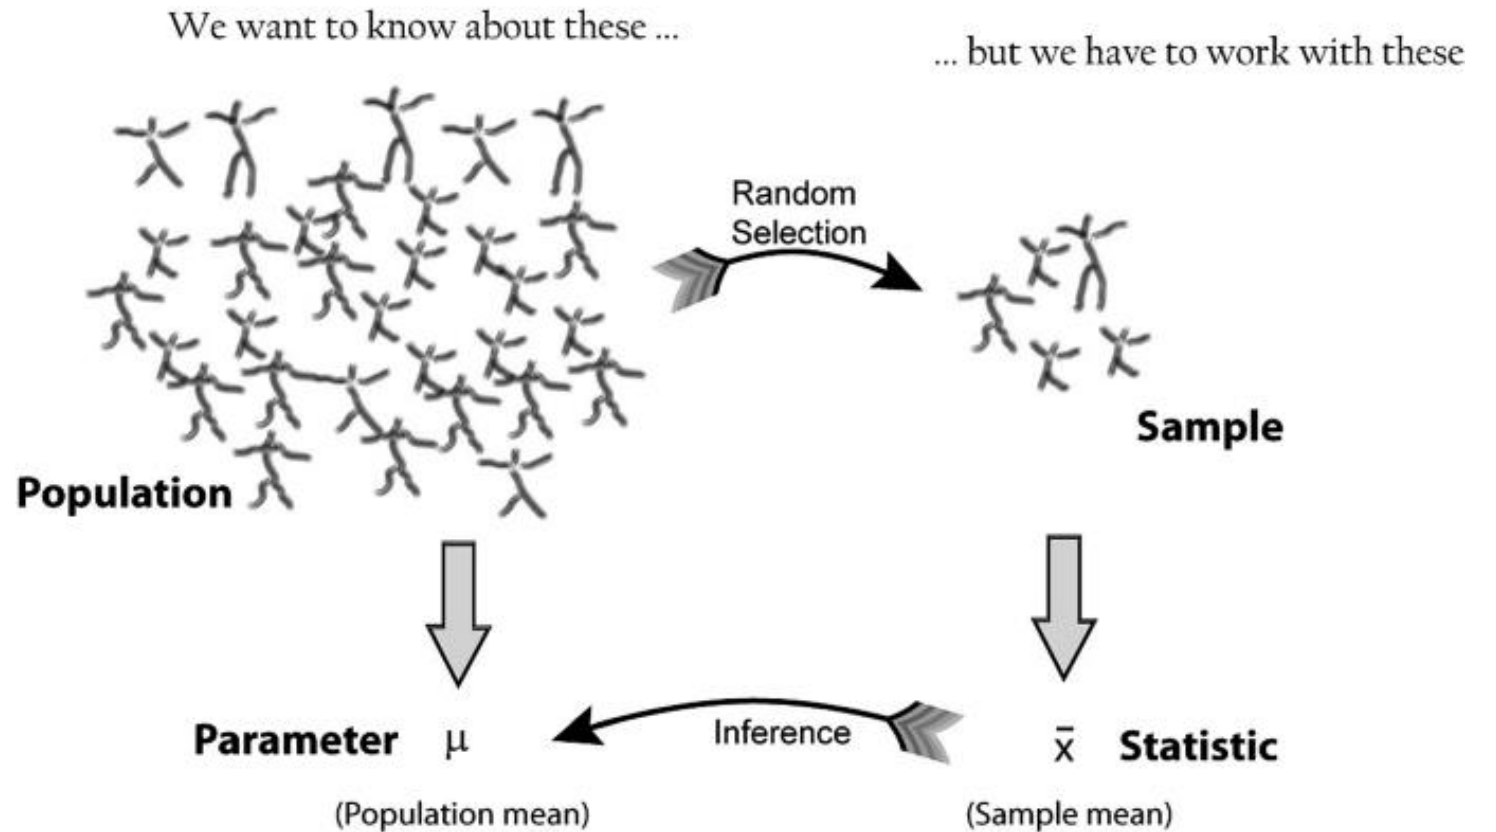 We want to know about these ...
... but we have to work with these
Random
Selection
Population
Sample
Parameter μ
Inference
x̄ Statistic
(Population mean)
(Sample mean)